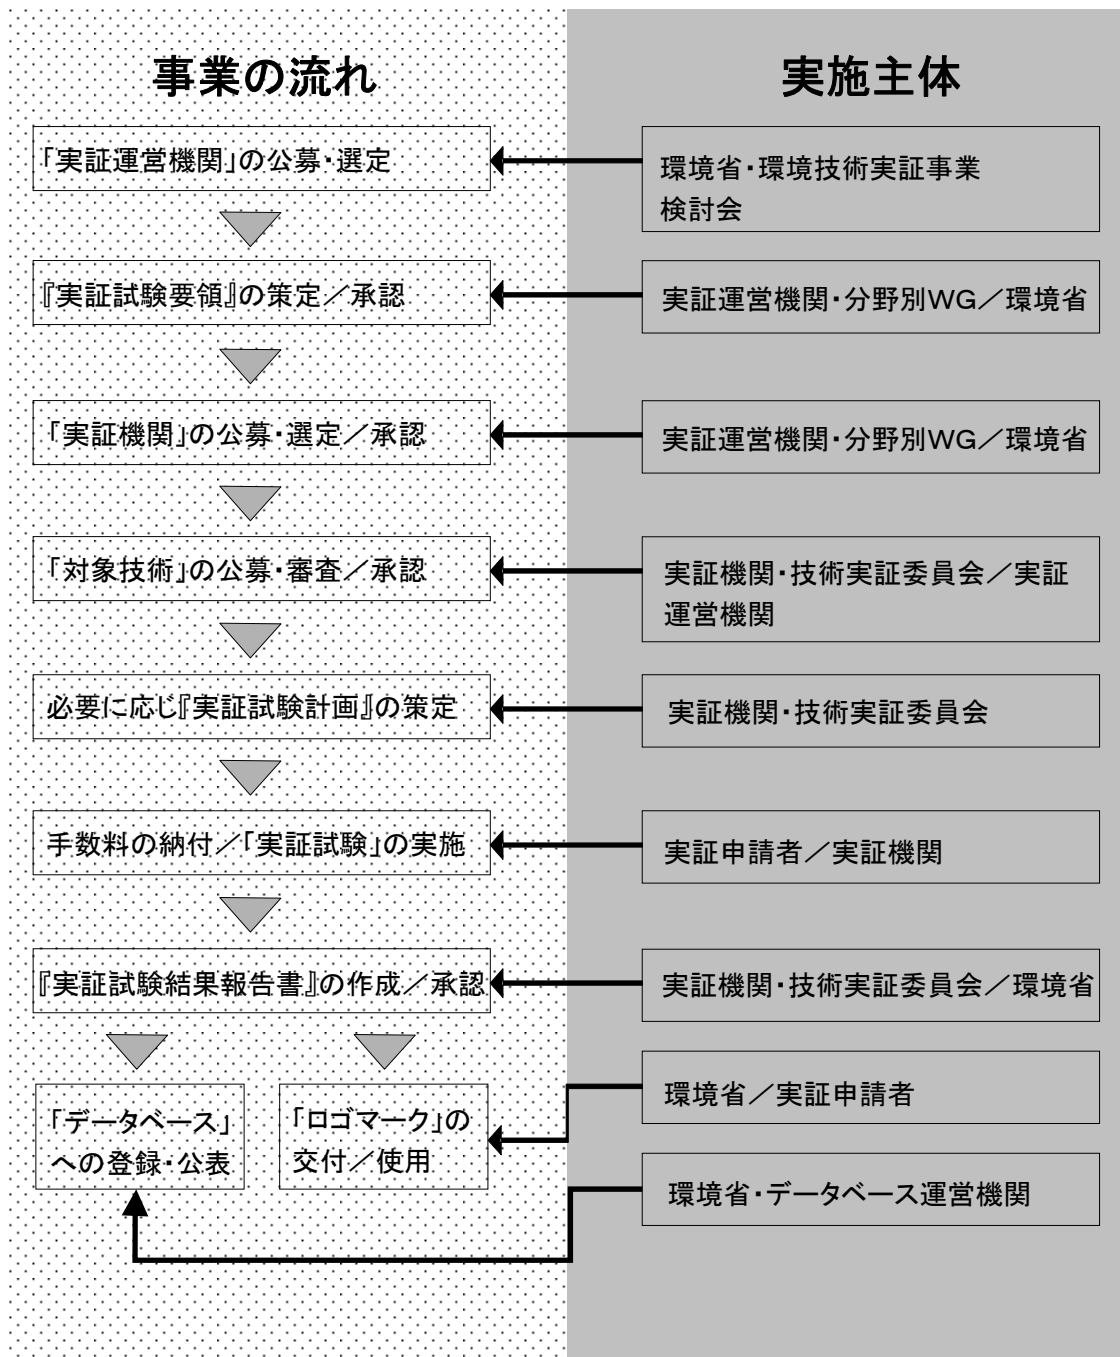 事業の流れ
実施主体
「実証運営機関」の公募・選定
環境省・環境技術実証事業
検討会
『実証試験要領』の策定／承認
実証運営機関・分野別WG／環境省
「実証機関」の公募・選定／承認
実証運営機関・分野別WG／環境省
「対象技術」の公募・審査／承認
実証機関・技術実証委員会／実証
運営機関
必要に応じ『実証試験計画』の策定
実証機関・技術実証委員会
手数料の納付／「実証試験」の実施
実証申請者／実証機関
『実証試験結果報告書』の作成／承認
実証機関・技術実証委員会／環境省
「データベース」
への登録・公表
「ロゴマーク」の
交付／使用
環境省／実証申請者
環境省・データベース運営機関